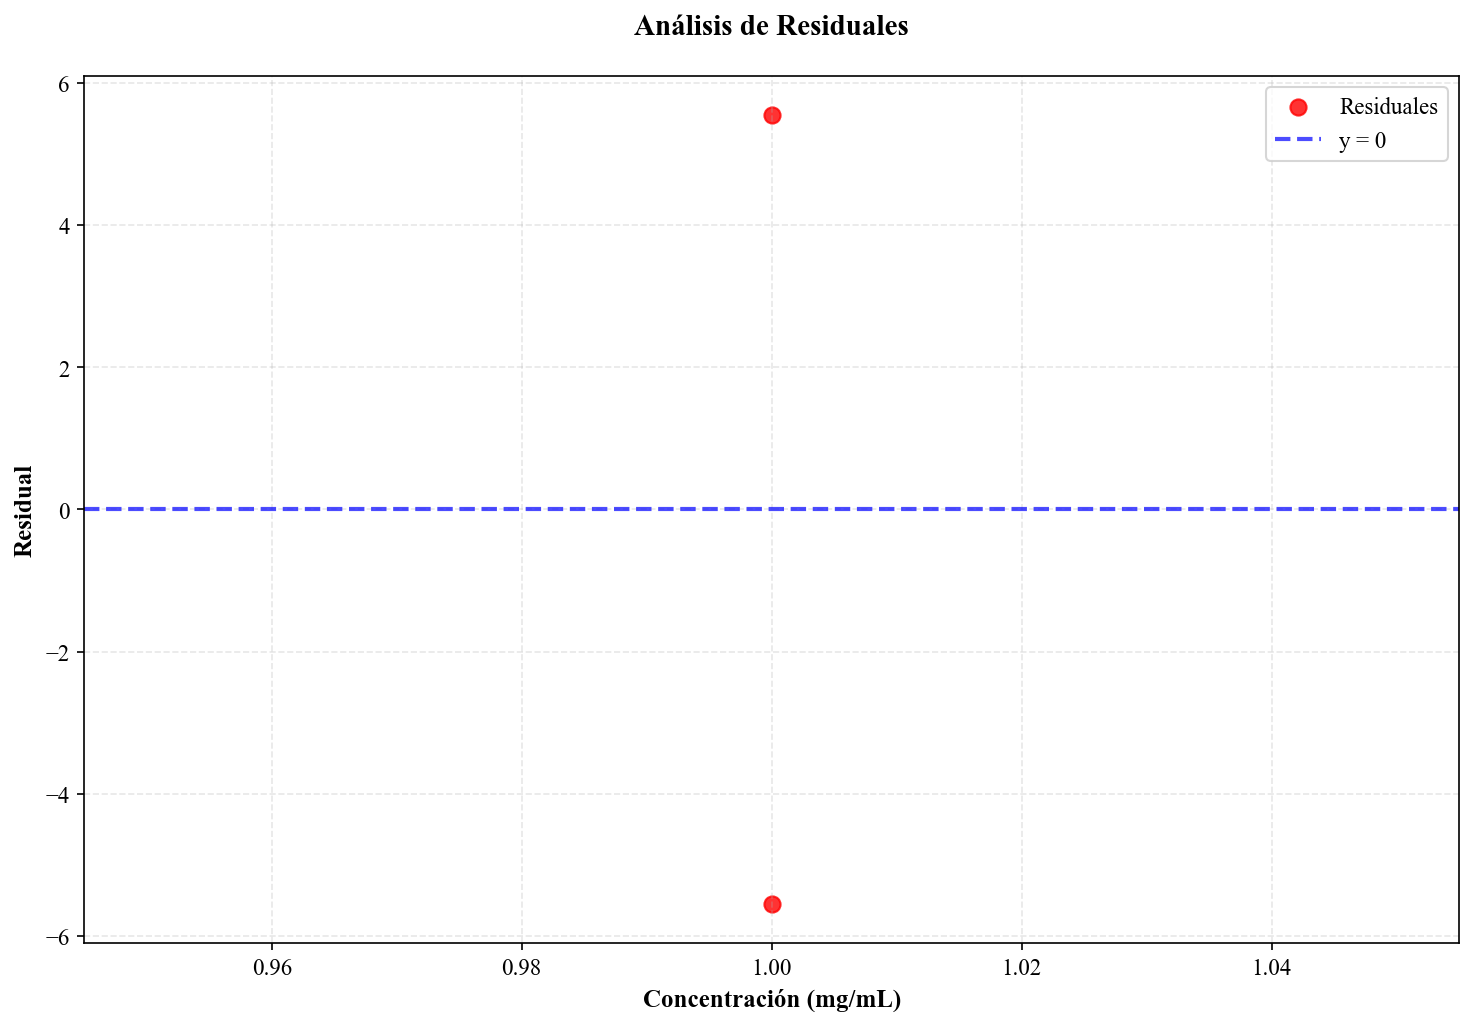 Análisis de Residuales
Residuales
y = 0
6
4
2
0
−2
−4
−6
Residual
0.96 0.98 1.00 1.02 1.04
Concentración (mg/mL)